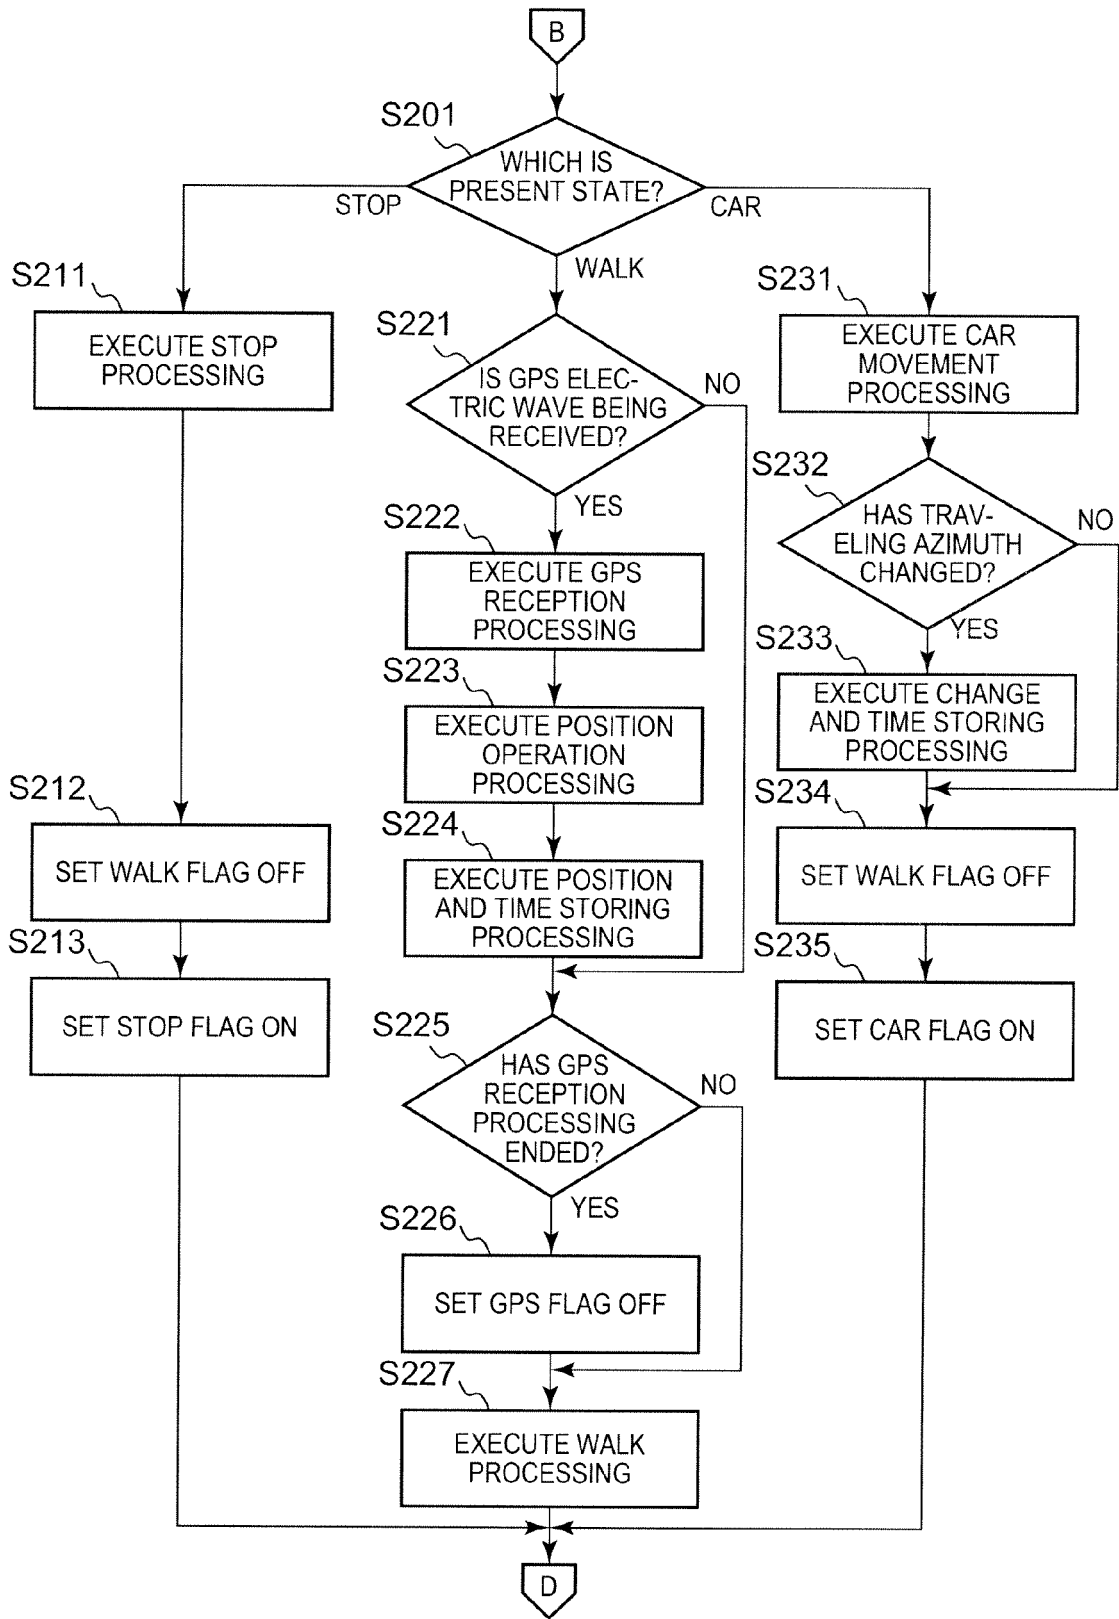 B
S201
WHICH IS
PRESENT STATE?
STOP
CAR
WALK
S211
EXECUTE STOP
PROCESSING
S212
SET WALK FLAG OFF
S213
SET STOP FLAG ON
S221
IS GPS ELEC-
TRIC WAVE BEING
RECEIVED?
NO
YES
S222
EXECUTE GPS
RECEPTION
PROCESSING
S223
EXECUTE POSITION
OPERATION
PROCESSING
S224
EXECUTE POSITION
AND TIME STORING
PROCESSING
S225
HAS GPS
RECEPTION
PROCESSING
ENDED?
NO
YES
S226
SET GPS FLAG OFF
S227
EXECUTE WALK
PROCESSING
S231
EXECUTE CAR
MOVEMENT
PROCESSING
S232
HAS TRAV-
ELING AZIMUTH
CHANGED?
NO
YES
S233
EXECUTE CHANGE
AND TIME STORING
PROCESSING
S234
SET WALK FLAG OFF
S235
SET CAR FLAG ON
D